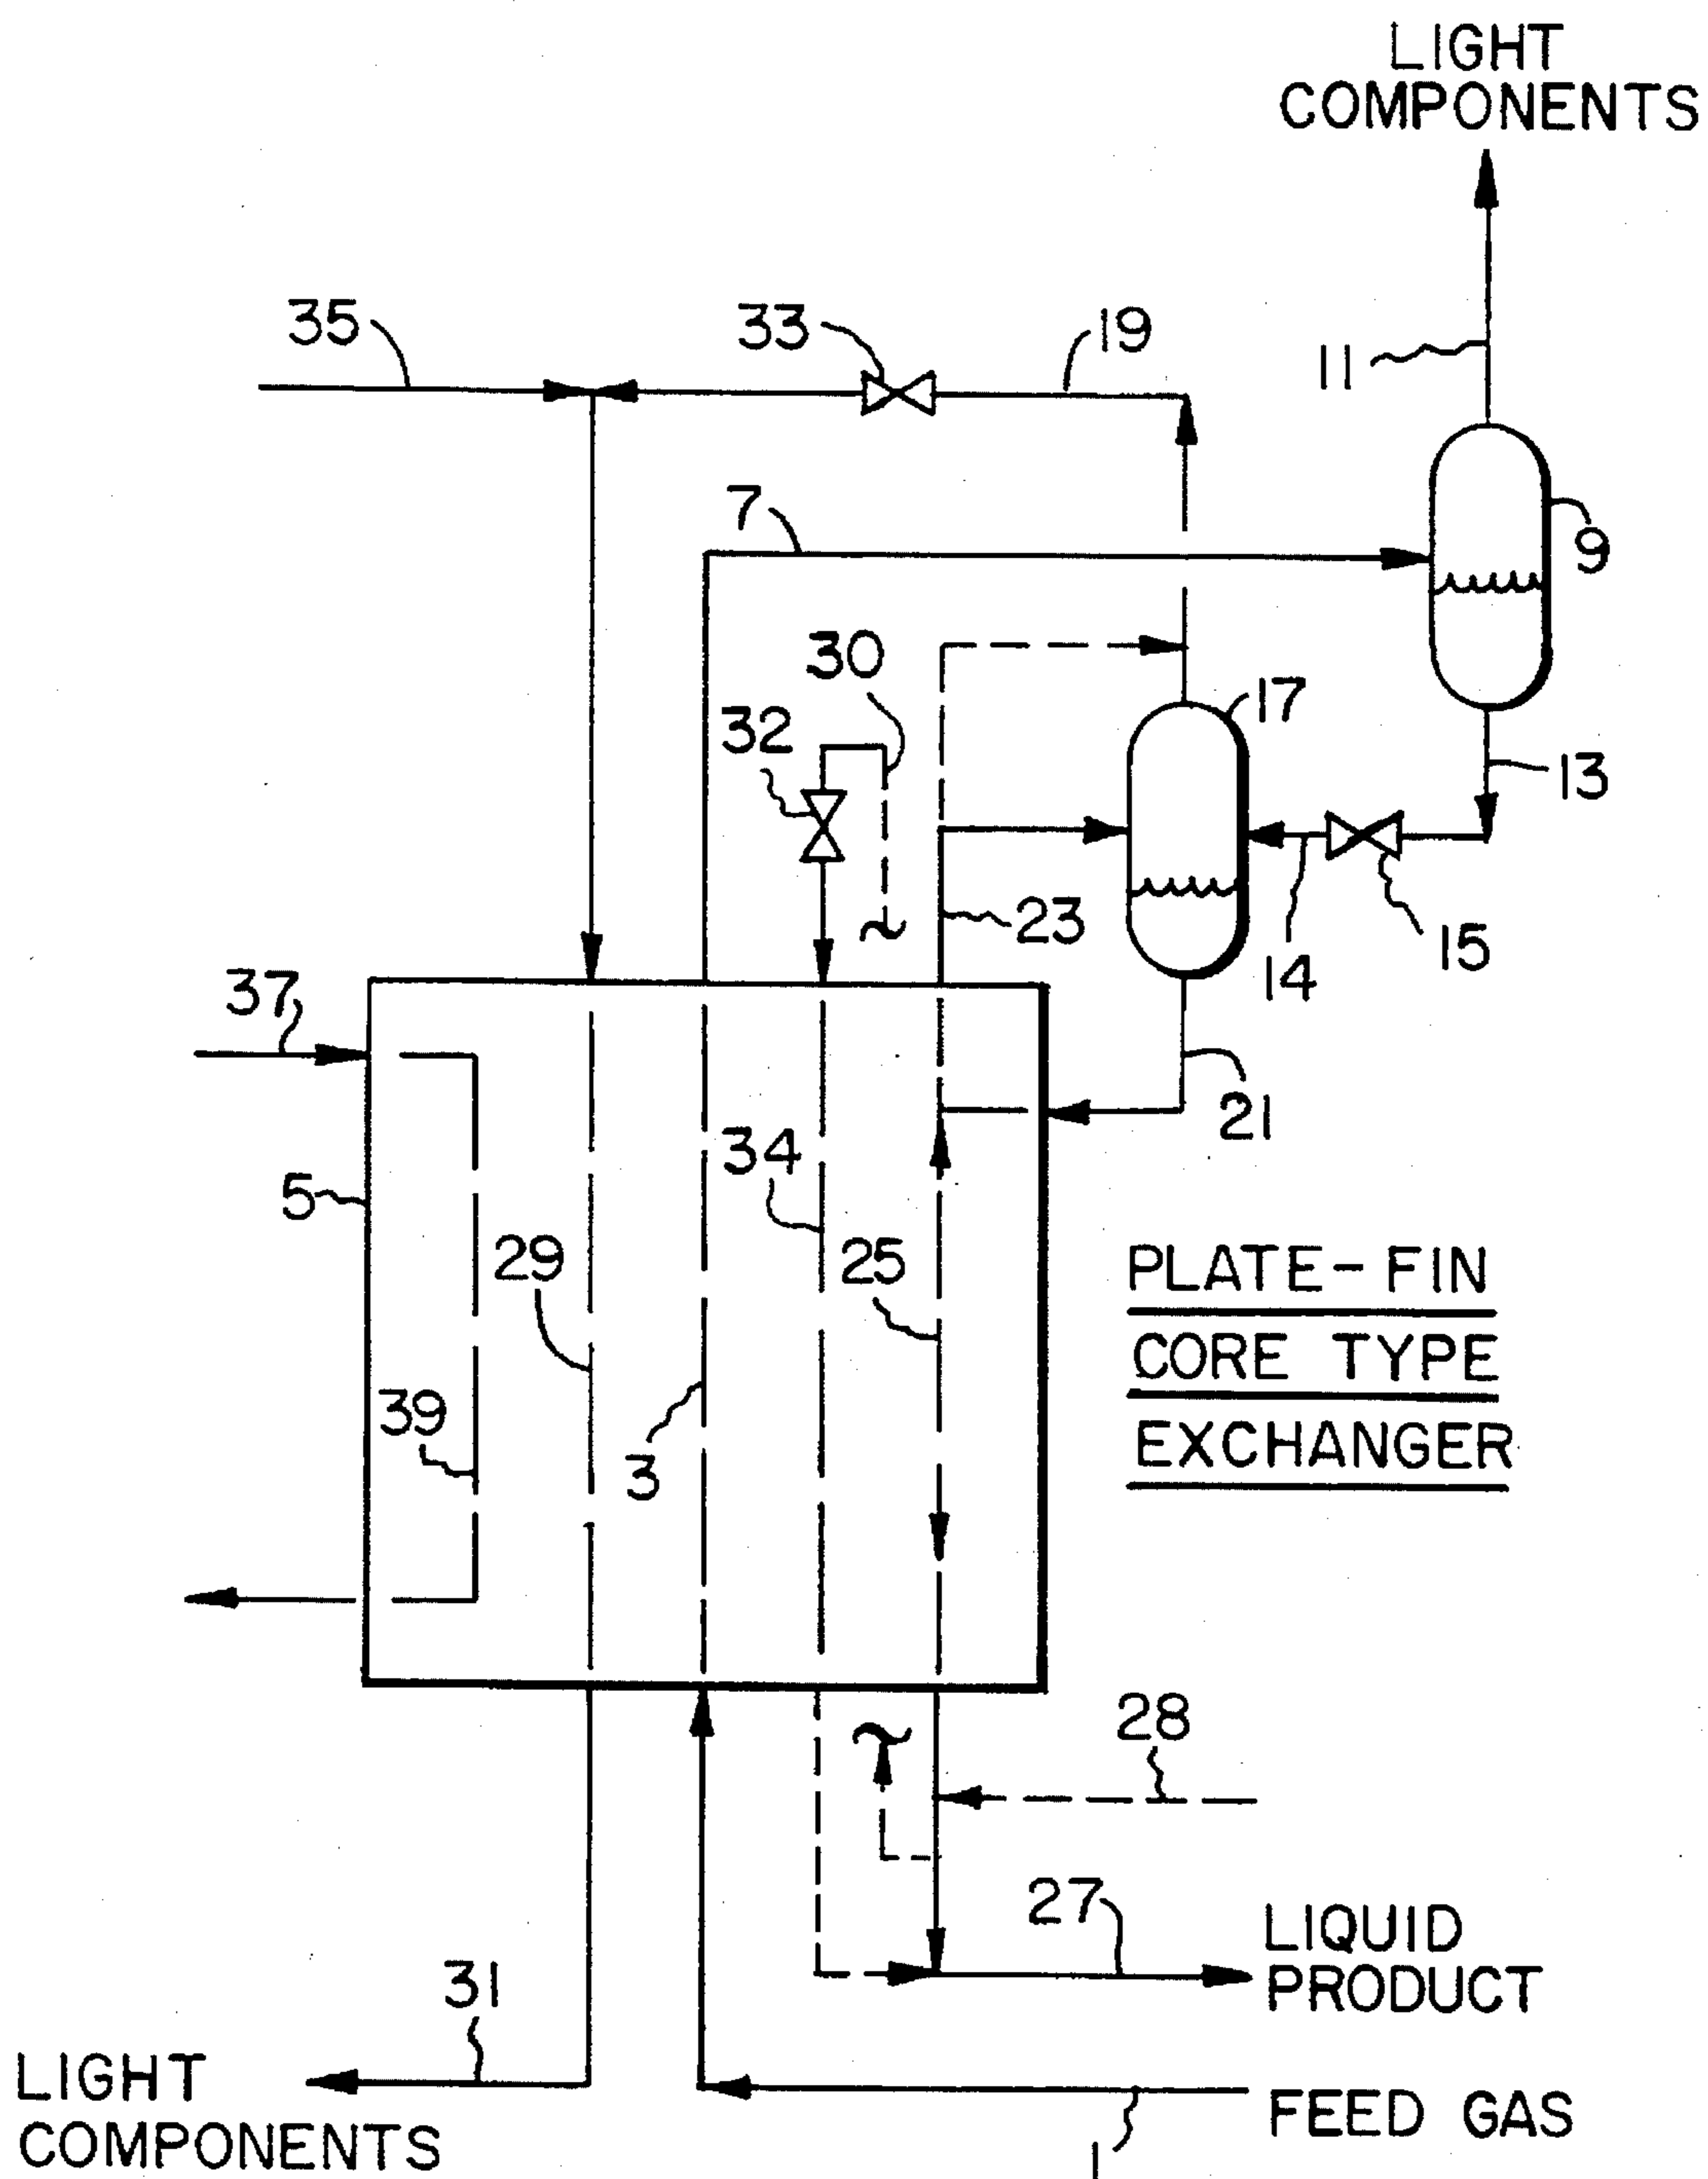 LIGHT
COMPONENTS
35
33
19
11
7
9
30
17
32
13
23
14
15
37
21
34
5
29
25
PLATE-FIN
CORE TYPE
EXCHANGER
39
3
28
27
LIQUID
PRODUCT
31
LIGHT
COMPONENTS
FEED GAS
1